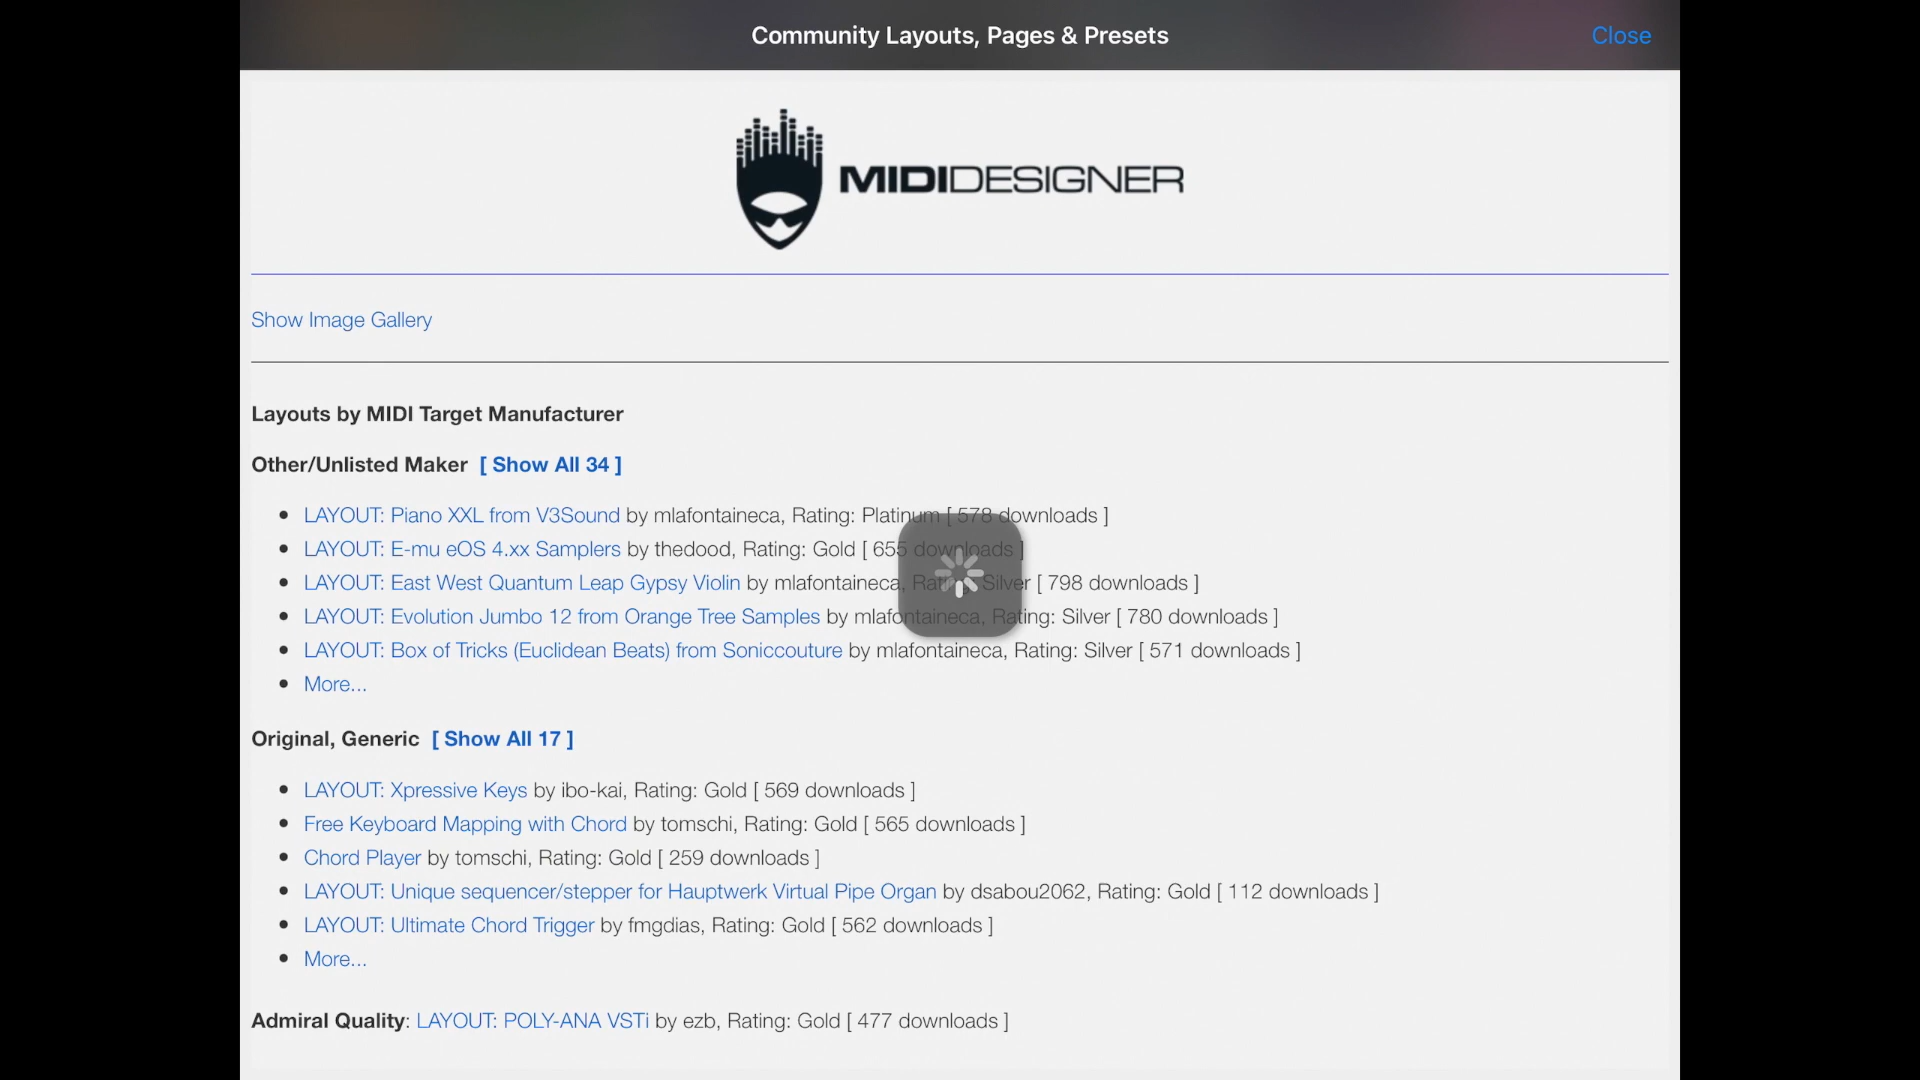 Community Layouts, Pages & Presets
Close
MIDIDESIGNER
Show Image Gallery
Layouts by MIDI Target Manufacturer
Other/Unlisted Maker [ Show All 34 ]
LAYOUT: Piano XXL from V3Sound by mlafontaineca, Rating: Platinum [ 578 downloads ]
LAYOUT: E-mu eOS 4.xx Samplers by thedood, Rating: Gold [ 655 downloads ]
LAYOUT: East West Quantum Leap Gypsy Violin by mlafontaineca, Rating: Silver [ 798 downloads ]
LAYOUT: Evolution Jumbo 12 from Orange Tree Samples by mlafontaineca, Rating: Silver [ 780 downloads ]
LAYOUT: Box of Tricks (Euclidean Beats) from Soniccouture by mlafontaineca, Rating: Silver [ 571 downloads ]
More...
Original, Generic [ Show All 17 ]
LAYOUT: Xpressive Keys by ibo-kai, Rating: Gold [ 569 downloads ]
Free Keyboard Mapping with Chord by tomschi, Rating: Gold [ 565 downloads ]
Chord Player by tomschi, Rating: Gold [ 259 downloads ]
LAYOUT: Unique sequencer/stepper for Hauptwerk Virtual Pipe Organ by dsabou2062, Rating: Gold [ 112 downloads ]
LAYOUT: Ultimate Chord Trigger by fmgdias, Rating: Gold [ 562 downloads ]
More...
Admiral Quality: LAYOUT: POLY-ANA VSTi by ezb, Rating: Gold [ 477 downloads ]